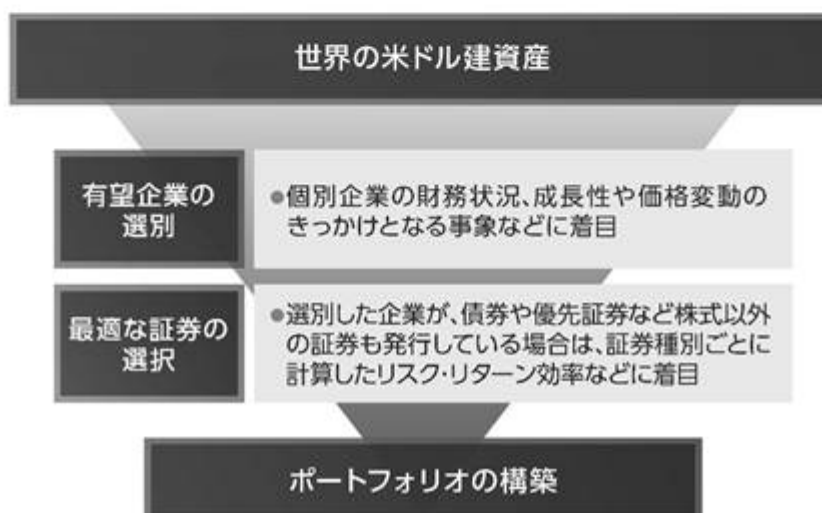 世界の米ドル建資産
有望企業の
選別
●個別企業の財務状況、成長性や価格変動の
きっかけとなる事象などに着目
最適な証券の
選択
●選別した企業が、債券や優先証券など株式以外
の証券も発行している場合は、証券種別ごとに
計算したリスク・リターン効率などに着目
ポートフォリオの構築